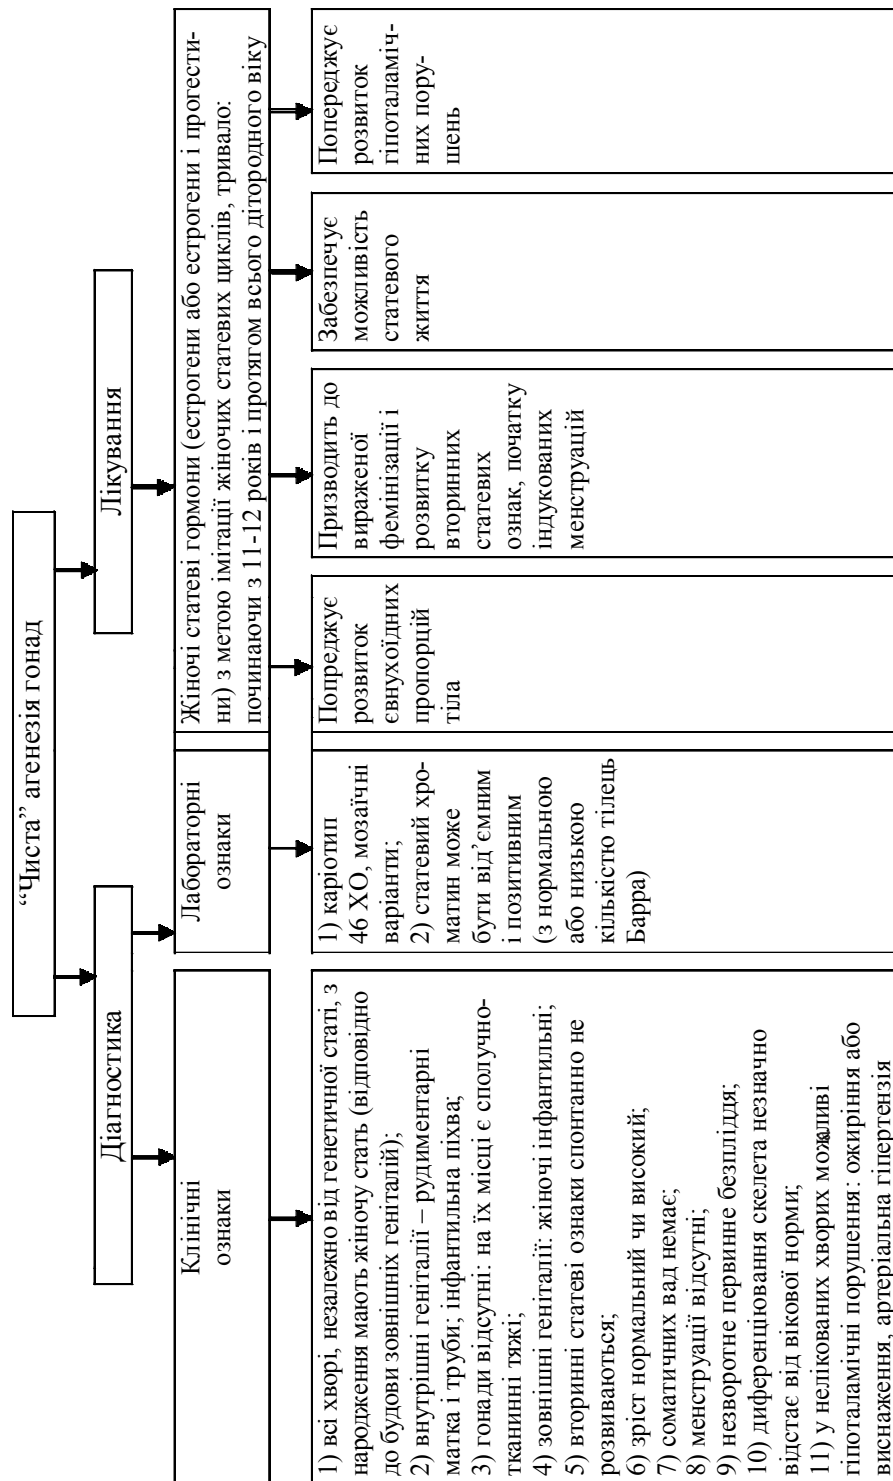 “Чиста” агенезія гонад
Діагностика
Лікування
Клінічні
ознаки
Лабораторні
ознаки
Жіночі статеві гормони (естрогени або естрогени і прогести-
ни) з метою імітації жіночих статевих циклів, тривало:
починаючи з 11-12 років і протягом всього дітородного віку
1) всі хворі, незалежно від генетичної статі, з
народження мають жіночу стать (відповідно
до будови зовнішніх геніталій);
2) внутрішні геніталії – рудиментарні
матка і труби; інфантильна піхва;
3) гонади відсутні: на їх місці є сполучно-
тканинні тяжі;
4) зовнішні геніталії: жіночі інфантильні;
5) вторинні статеві ознаки спонтанно не
розвиваються;
6) зріст нормальний чи високий;
7) соматичних вад немає;
8) менструації відсутні;
9) незворотне первинне безпліддя;
10) диференціювання скелета незначно
відстає від вікової норми;
11) у нелікованих хворих можливі
гіпоталамічні порушення: ожиріння або
виснаження, артеріальна гіпертензія
1) каріотип
46 ХО, мозаїчні
варіанти;
2) статевий хро-
матин може
бути від’ємним
і позитивним
(з нормальною
або низькою
кількістю тілець
Барра)
Попреджує
розвиток
євнухоїдних
пропорцій
тіла
Призводить до
вираженої
фемінізації і
розвитку
вторинних
статевих
ознак, початку
індукованих
менструацій
Забезпечує
можливість
статевого
життя
Попереджує
розвиток
гіпоталаміч-
них пору-
шень